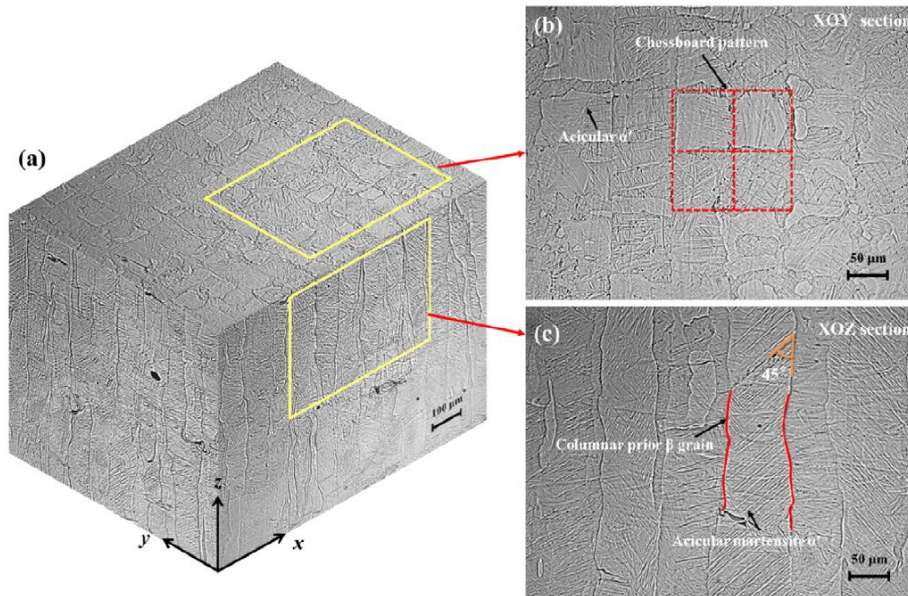 (a)
100 μm
z
y
x
(b)
XOY section
Chessboard pattern
Acicular α'
50 μm
(c)
XOZ section
45°
Columnar prior β grain
Acicular martensite α'
50 μm